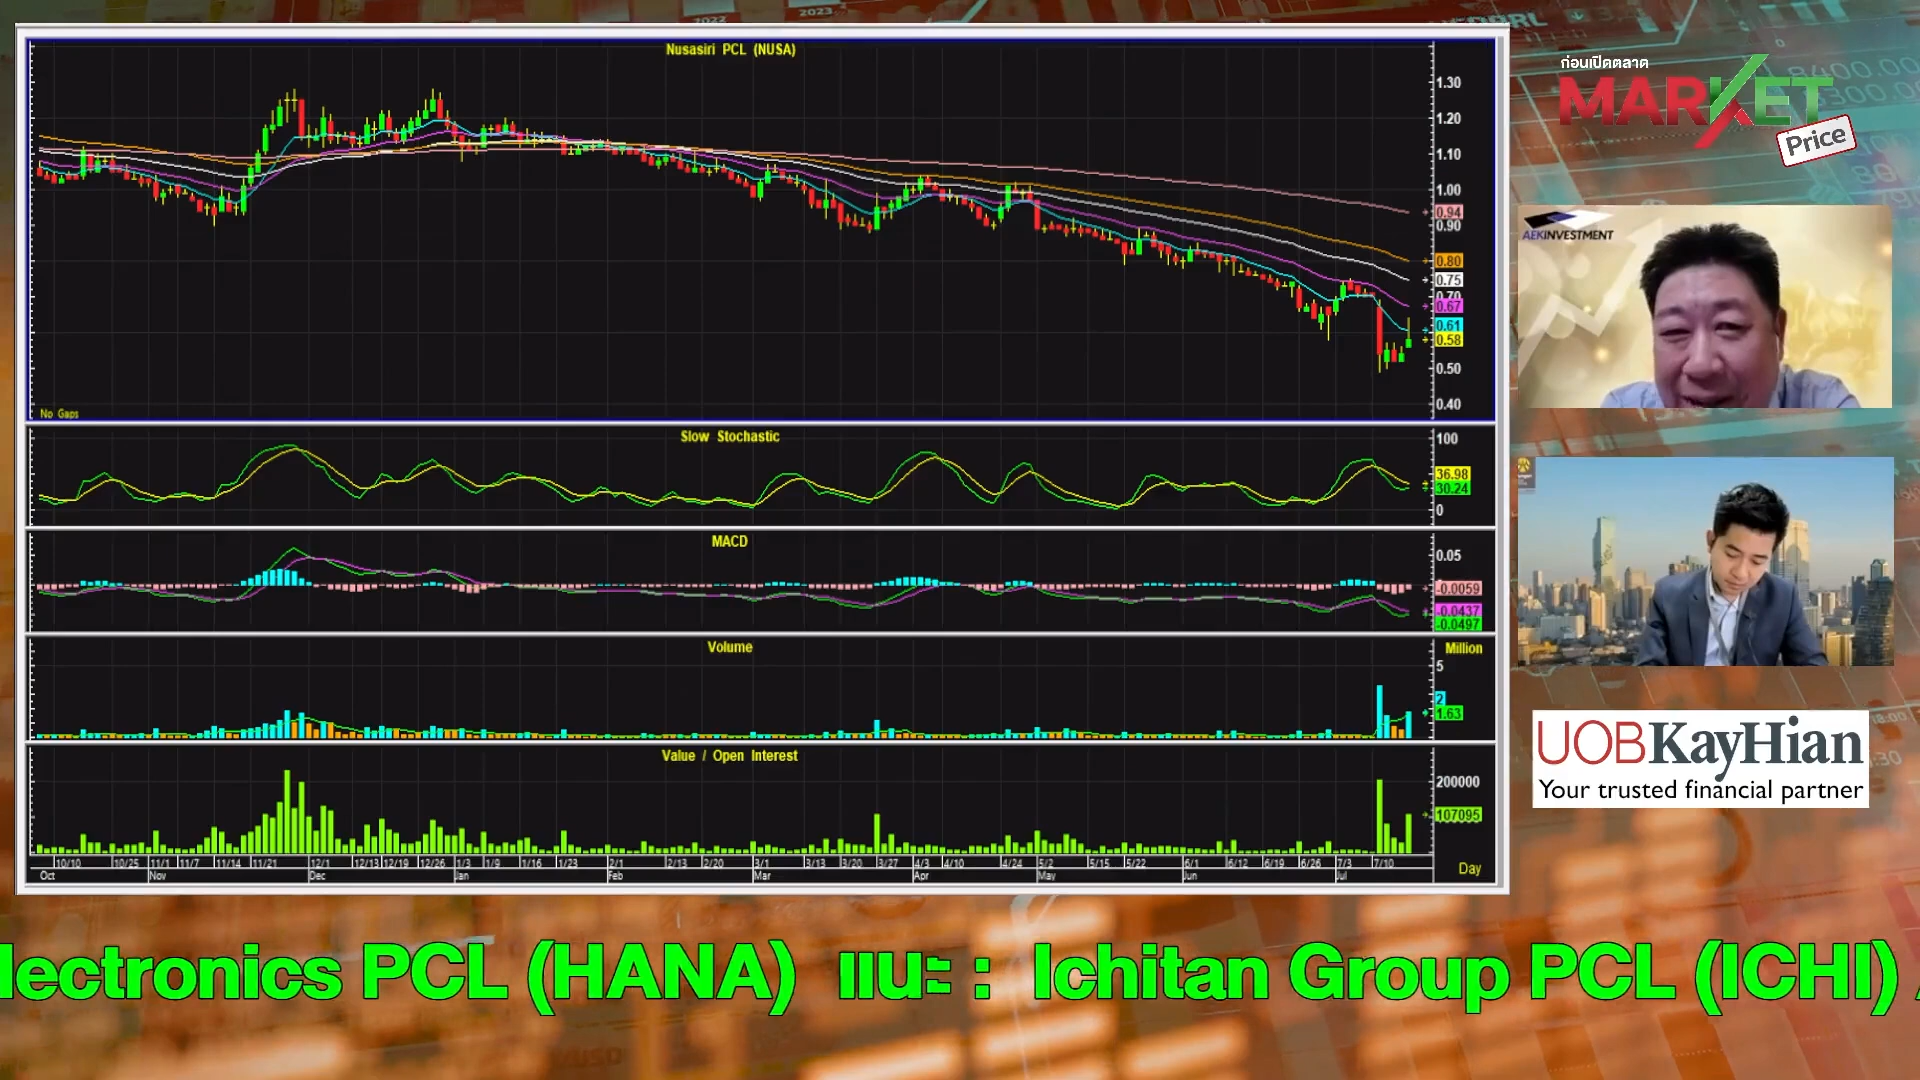 2022
2023
Nusasiri PCL (NUSA)
1.30
1.20
1.10
1.00
0.94
0.90
0.80
0.75
0.70
0.67
0.61
0.58
0.50
0.40
No Gaps
Slow Stochastic
100
36.98
30.24
0
MACD
0.05
-0.0059
-0.0437
-0.0497
Volume
Million
5
2
1.63
Value / Open Interest
200000
107095
10/10 10/25 11/1 11/7 11/14 11/21 12/1 12/13 12/19 12/26 1/3 1/9 1/16 1/23 2/1 2/13 2/20 3/1 3/13 3/20 3/27 4/3 4/10 4/24 5/2 5/15 5/22 6/1 6/12 6/19 6/26 7/3 7/10
Oct Nov Dec Jan Feb Mar Apr May Jun Jul
Day
ก่อนเปิดตลาด
MARKET
Price
AEKINVESTMENT
UOBKayHian
Your trusted financial partner
lectronics PCL (HANA) แนะ : Ichitan Group PCL (ICHI)